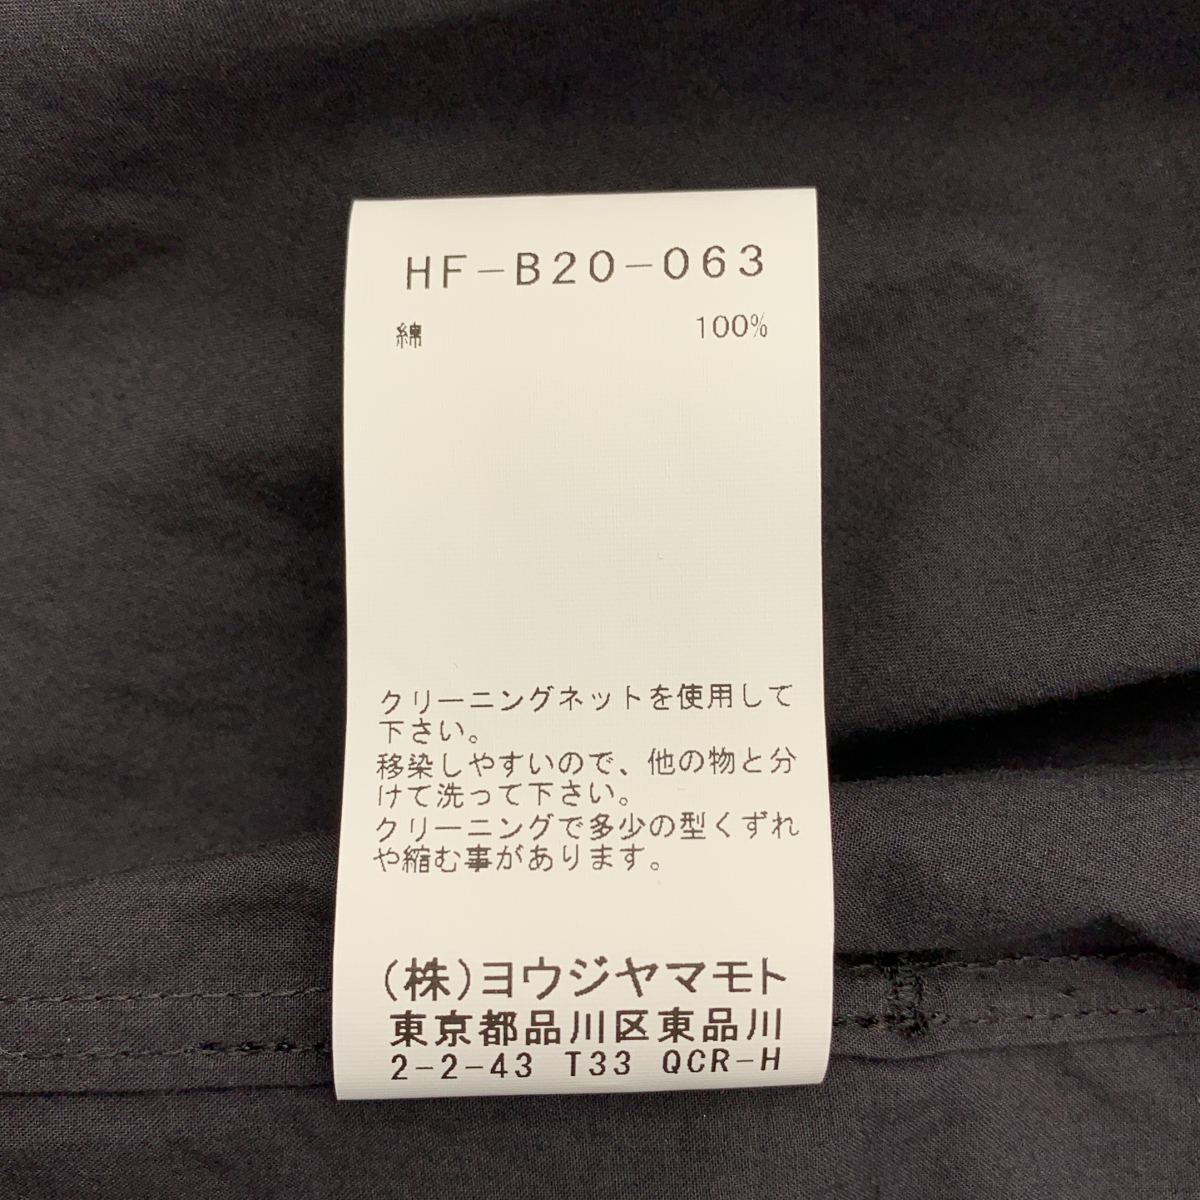 HF-B20-063
綿 100%
クリーニングネットを使用して
下さい。
移染しやすいので、他の物と分
けて洗って下さい。
クリーニングで多少の型くずれ
や縮む事があります。
(株)ヨウジヤマモト
東京都品川区東品川
2-2-43 T33 QCR-H